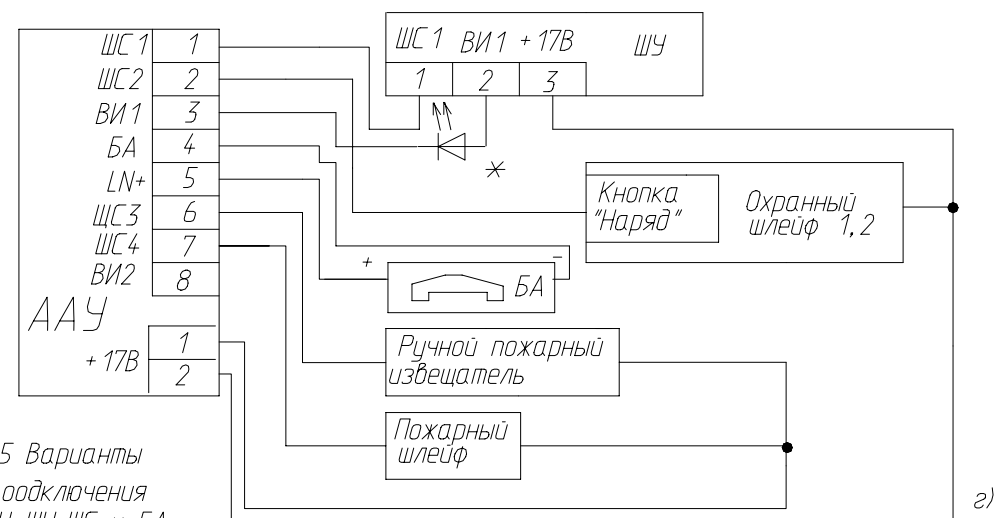 ШС1 1
ШС2 2
ВИ1 3
БА 4
LN+ 5
ЩС3 6
ШС4 7
ВИ2 8
ААУ
+17В 1
2
ШС1 ВИ1 +17В ШУ
1 2 3
*
Кнопка
"Наряд"
Охранный
шлейф 1,2
+ −
БА
Ручной пожарный
извещатель
Пожарный
шлейф
5 Варианты
оодключения
г)